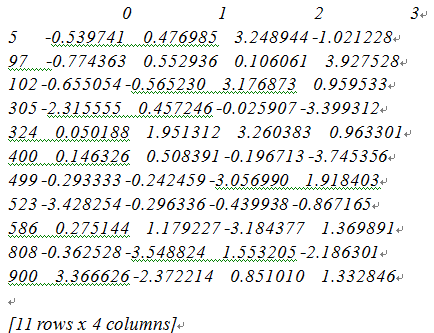 0 1 2 3
5 -0.539741 0.476985 3.248944 -1.021228
97 -0.774363 0.552936 0.106061 3.927528
102 -0.655054 -0.565230 3.176873 0.959533
305 -2.315555 0.457246 -0.025907 -3.399312
324 0.050188 1.951312 3.260383 0.963301
400 0.146326 0.508391 -0.196713 -3.745356
499 -0.293333 -0.242459 -3.056990 1.918403
523 -3.428254 -0.296336 -0.439938 -0.867165
586 0.275144 1.179227 -3.184377 1.369891
808 -0.362528 -3.548824 1.553205 -2.186301
900 3.366626 -2.372214 0.851010 1.332846
[11 rows x 4 columns]